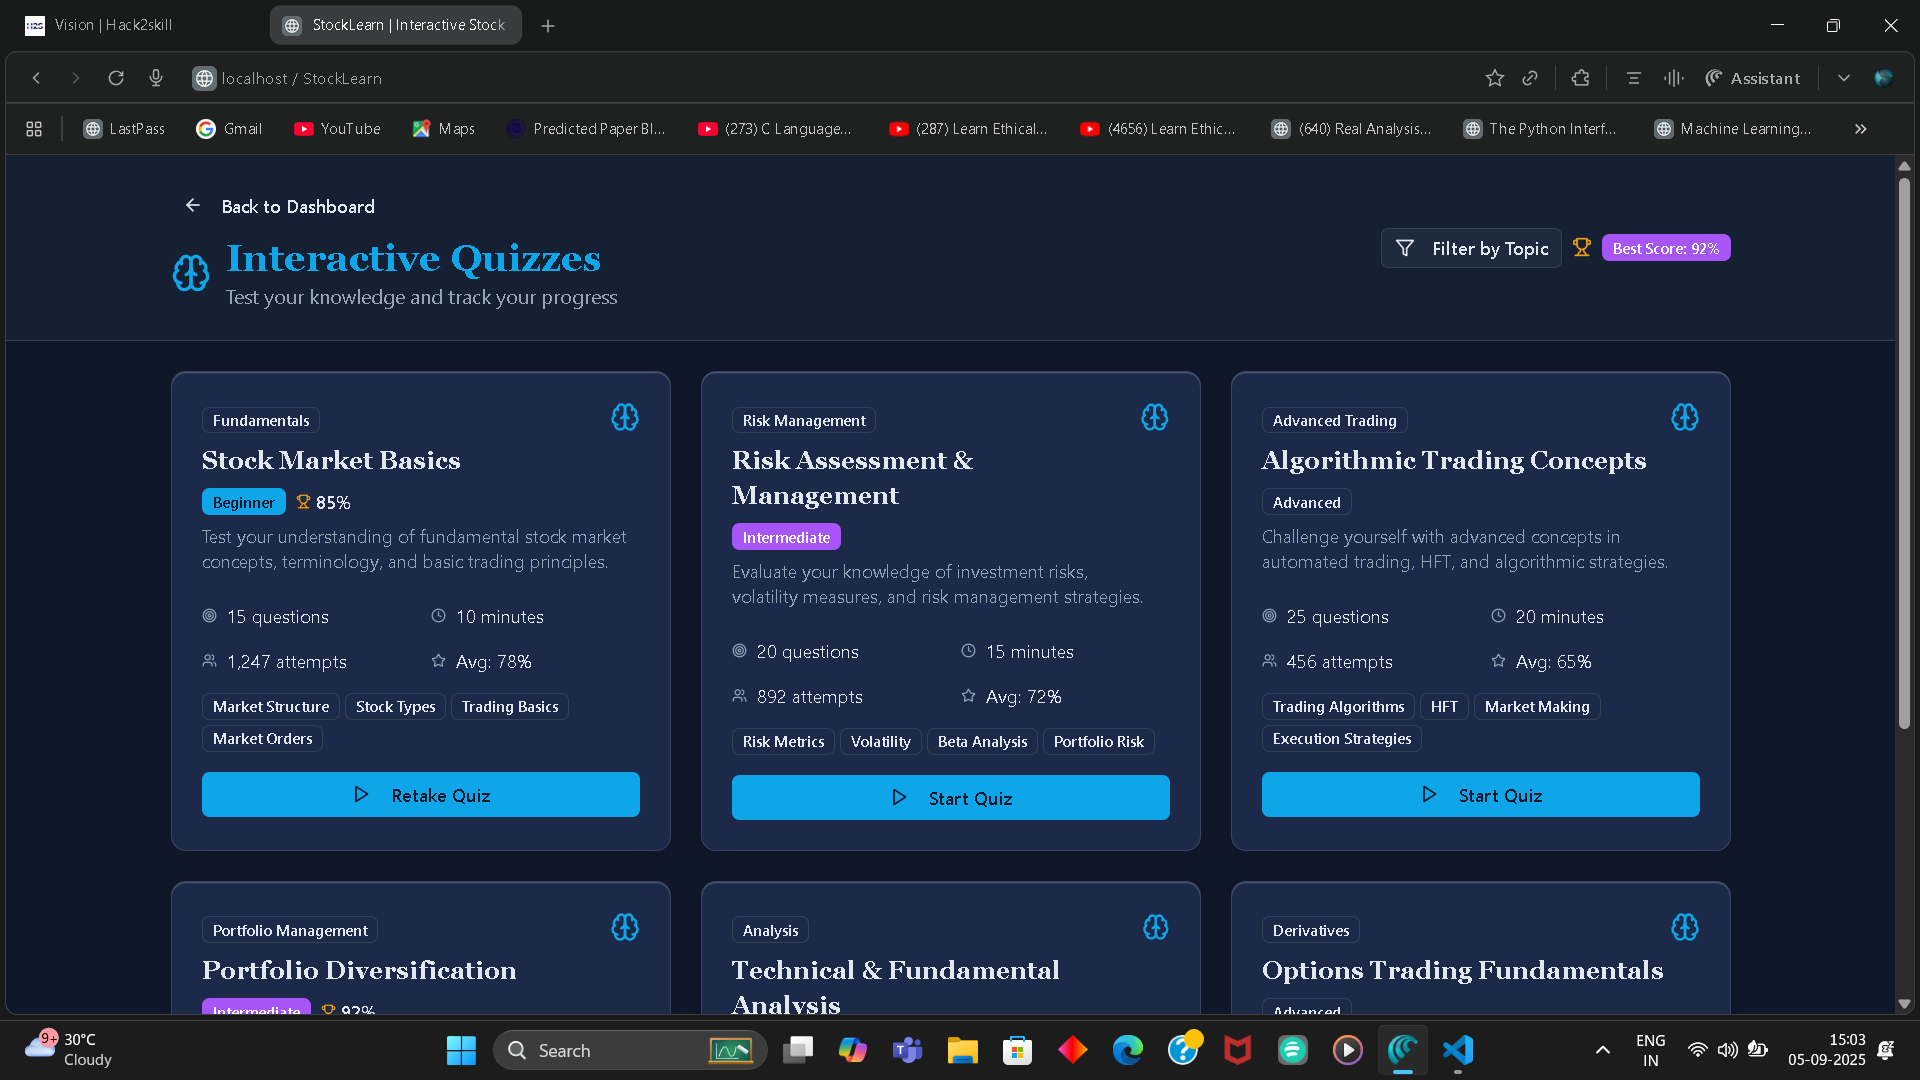 Vision | Hack2skill
StockLearn | Interactive Stock
localhost / StockLearn
Assistant
LastPass
Gmail
YouTube
Maps
Predicted Paper Bl...
(273) C Language...
(287) Learn Ethical...
(4656) Learn Ethic...
(640) Real Analysis...
The Python Interf...
Machine Learning...
Back to Dashboard
Interactive Quizzes
Test your knowledge and track your progress
Filter by Topic
Best Score: 92%
Fundamentals
Stock Market Basics
Beginner
85%
Test your understanding of fundamental stock market
concepts, terminology, and basic trading principles.
15 questions
10 minutes
1,247 attempts
Avg: 78%
Market Structure
Stock Types
Trading Basics
Market Orders
Retake Quiz
Risk Management
Risk Assessment &
Management
Intermediate
Evaluate your knowledge of investment risks,
volatility measures, and risk management strategies.
20 questions
15 minutes
892 attempts
Avg: 72%
Risk Metrics
Volatility
Beta Analysis
Portfolio Risk
Start Quiz
Advanced Trading
Algorithmic Trading Concepts
Advanced
Challenge yourself with advanced concepts in
automated trading, HFT, and algorithmic strategies.
25 questions
20 minutes
456 attempts
Avg: 65%
Trading Algorithms
HFT
Market Making
Execution Strategies
Start Quiz
Portfolio Management
Portfolio Diversification
Intermediate
92%
Analysis
Technical & Fundamental
Analysis
Derivatives
Options Trading Fundamentals
Advanced
9+
30°C
Cloudy
Search
ENG
IN
15:03
05-09-2025